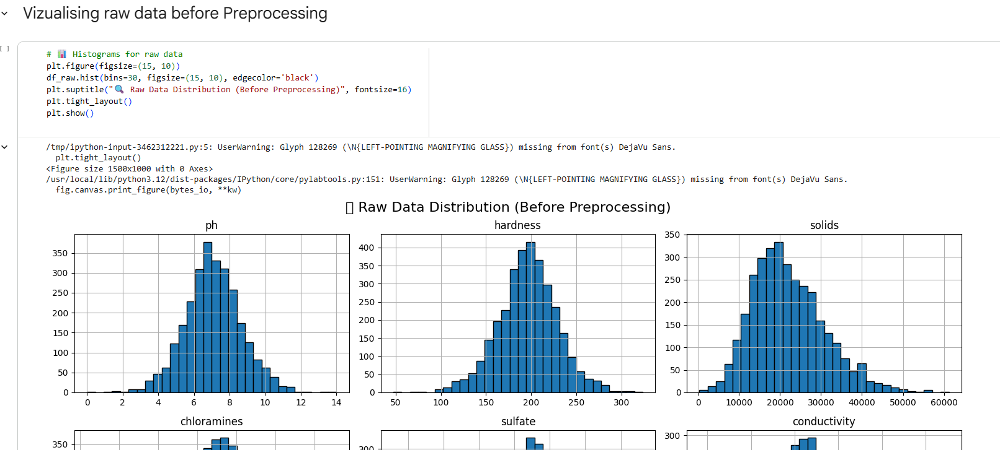 Vizualising raw data before Preprocessing
[ ]
# 📊 Histograms for raw data
plt.figure(figsize=(15, 10))
df_raw.hist(bins=30, figsize=(15, 10), edgecolor='black')
plt.suptitle("🔍 Raw Data Distribution (Before Preprocessing)", fontsize=16)
plt.tight_layout()
plt.show()
/tmp/ipython-input-3462312221.py:5: UserWarning: Glyph 128269 (\N{LEFT-POINTING MAGNIFYING GLASS}) missing from font(s) DejaVu Sans.
plt.tight_layout()
<Figure size 1500x1000 with 0 Axes>
/usr/local/lib/python3.12/dist-packages/IPython/core/pylabtools.py:151: UserWarning: Glyph 128269 (\N{LEFT-POINTING MAGNIFYING GLASS}) missing from font(s) DejaVu Sans.
fig.canvas.print_figure(bytes_io, **kw)
Raw Data Distribution (Before Preprocessing)
ph
350
300
250
200
150
100
50
0
0 2 4 6 8 10 12 14
hardness
400
350
300
250
200
150
100
50
0
50 100 150 200 250 300
solids
350
300
250
200
150
100
50
0
0 10000 20000 30000 40000 50000 60000
chloramines
350
sulfate
300
conductivity
300